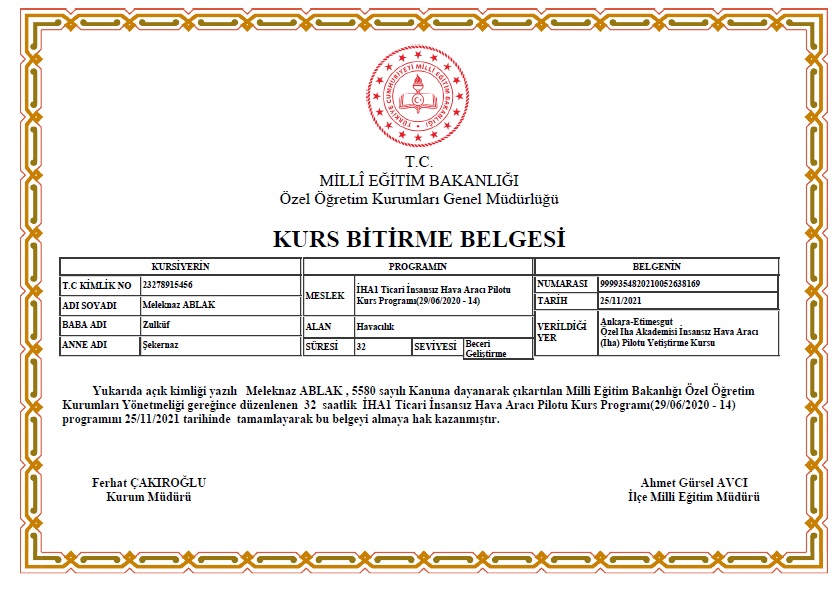 TÜRKİYE CUMHURİYETİ MİLLİ EĞİTİM BAKANLIĞI
T.C.
MİLLÎ EĞİTİM BAKANLIĞI
Özel Öğretim Kurumları Genel Müdürlüğü
KURS BİTİRME BELGESİ
KURSİYERİN
T.C KİMLİK NO 23278915456
ADI SOYADI Meleknaz ABLAK
BABA ADI Zulküf
ANNE ADI Şekernaz
PROGRAMIN
MESLEK İHA1 Ticari İnsansız Hava Aracı Pilotu
Kurs Programı(29/06/2020 - 14)
ALAN Havacılık
SÜRESİ 32 SEVİYESİ Beceri
Geliştirme
BELGENİN
NUMARASI 9999354820210052638169
TARİH 25/11/2021
VERİLDİĞİ YER Ankara-Etimesgut
Özel Iha Akademisi İnsansız Hava Aracı
(Iha) Pilotu Yetiştirme Kursu
Yukarıda açık kimliği yazılı Meleknaz ABLAK , 5580 sayılı Kanuna dayanarak çıkartılan Milli Eğitim Bakanlığı Özel Öğretim
Kurumları Yönetmeliği gereğince düzenlenen 32 saatlik İHA1 Ticari İnsansız Hava Aracı Pilotu Kurs Programı(29/06/2020 - 14)
programını 25/11/2021 tarihinde tamamlayarak bu belgeyi almaya hak kazanmıştır.
Ferhat ÇAKIROĞLU
Kurum Müdürü
Ahmet Gürsel AVCI
İlçe Milli Eğitim Müdürü